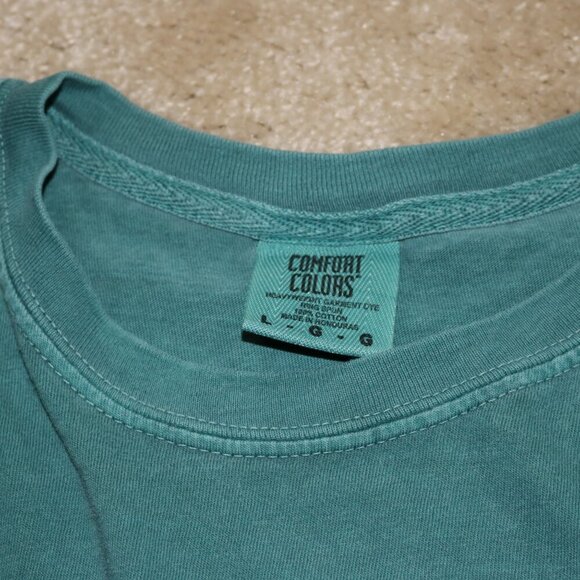 COMFORT
COLORS
HEAVYWEIGHT GARMENT DYE
RING SPUN
100% COTTON
MADE IN HONDURAS
L - G - G